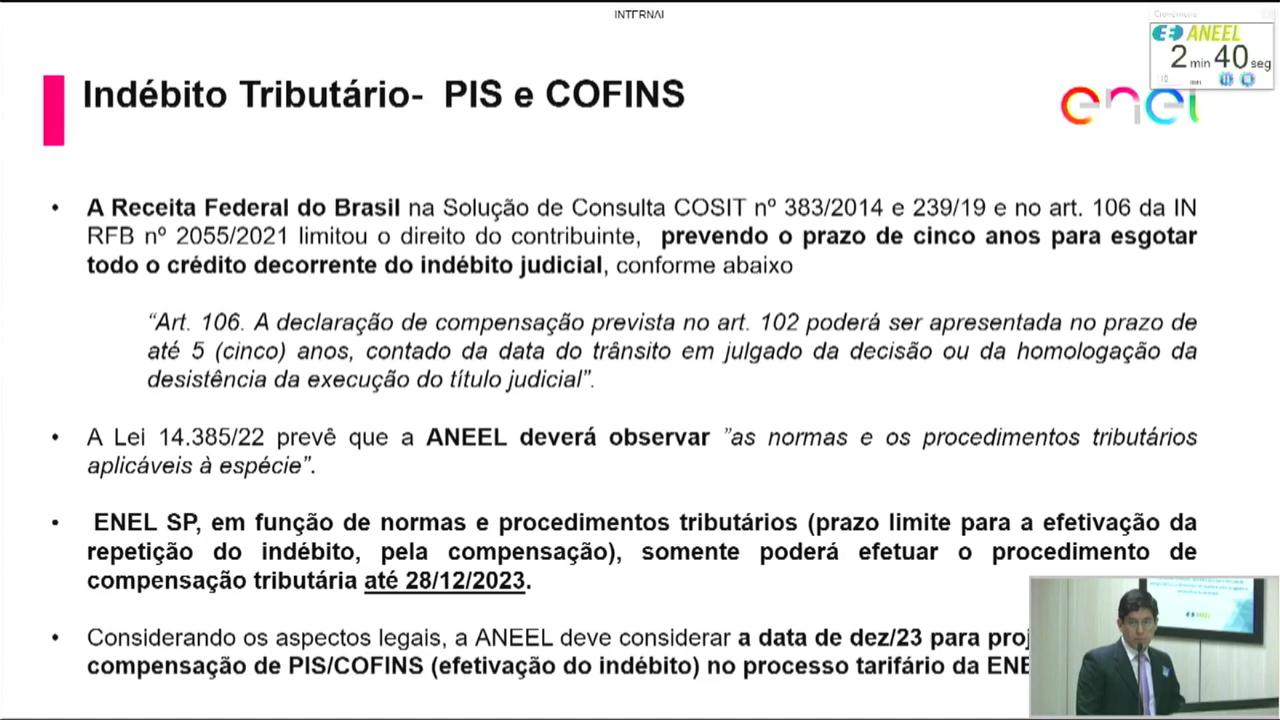 INTERNAL
Cronometro
ANEEL
2 min 40 seg
10 min
Indébito Tributário- PIS e COFINS
enel
• A Receita Federal do Brasil na Solução de Consulta COSIT nº 383/2014 e 239/19 e no art. 106 da IN
RFB nº 2055/2021 limitou o direito do contribuinte, prevendo o prazo de cinco anos para esgotar
todo o crédito decorrente do indébito judicial, conforme abaixo
“Art. 106. A declaração de compensação prevista no art. 102 poderá ser apresentada no prazo de
até 5 (cinco) anos, contado da data do trânsito em julgado da decisão ou da homologação da
desistência da execução do título judicial”.
• A Lei 14.385/22 prevê que a ANEEL deverá observar ”as normas e os procedimentos tributários
aplicáveis à espécie”.
• ENEL SP, em função de normas e procedimentos tributários (prazo limite para a efetivação da
repetição do indébito, pela compensação), somente poderá efetuar o procedimento de
compensação tributária até 28/12/2023.
• Considerando os aspectos legais, a ANEEL deve considerar a data de dez/23 para proj
compensação de PIS/COFINS (efetivação do indébito) no processo tarifário da ENE
ANEEL